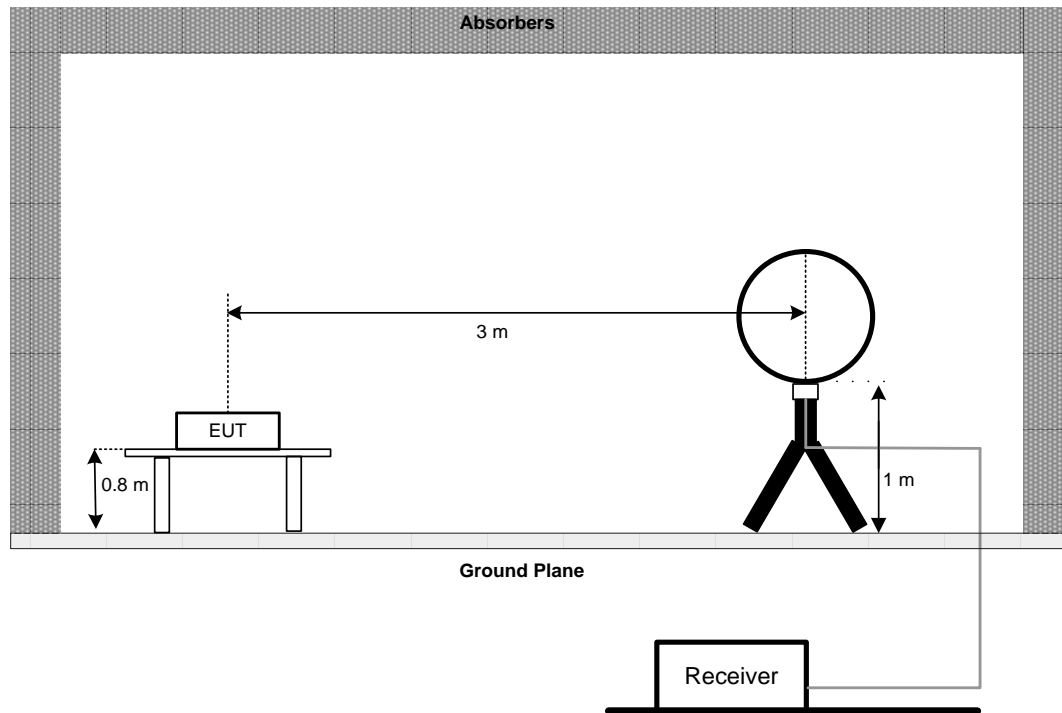 Absorbers
3 m
EUT
0.8 m
1 m
Ground Plane
Receiver